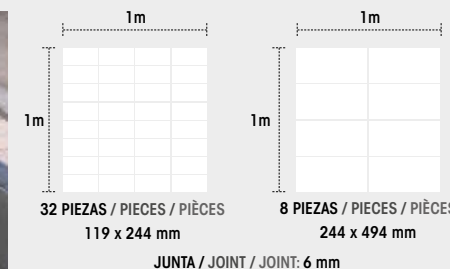 1m
1m
1m
1m
32 PIEZAS / PIECES / PIÈCES
8 PIEZAS / PIECES / PIÈCES
119 x 244 mm
244 x 494 mm
JUNTA / JOINT / JOINT: 6 mm